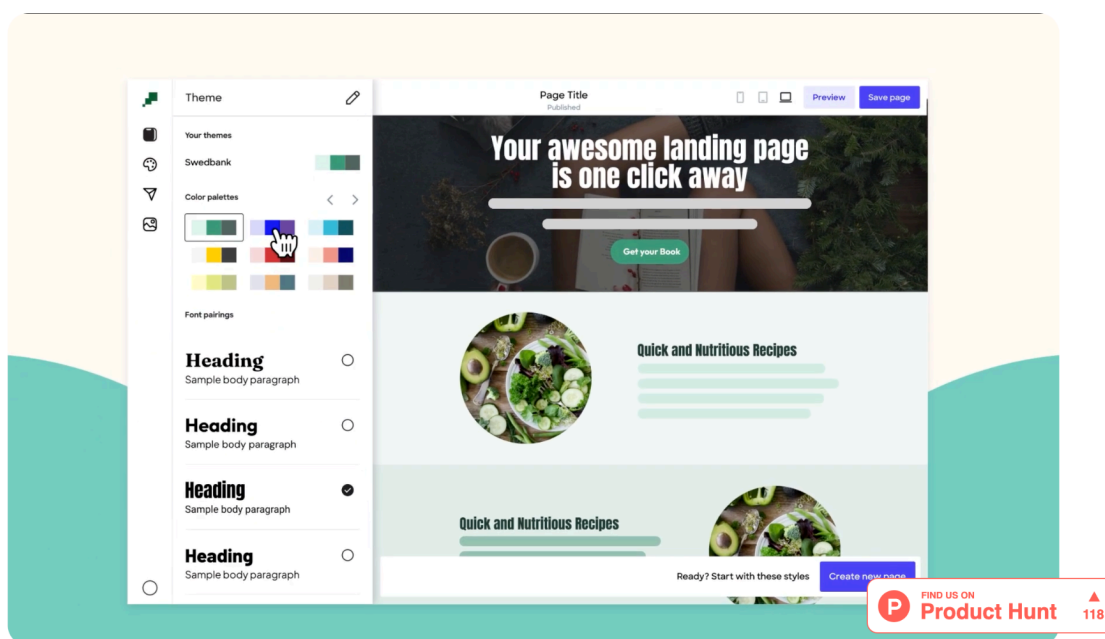 Theme
Your themes
Swedbank
Color palettes
Font pairings
Heading
Sample body paragraph
Heading
Sample body paragraph
Heading
Sample body paragraph
Heading
Sample body paragraph
Page Title
Published
Preview
Save page
Your awesome landing page
is one click away
Get your Book
Quick and Nutritious Recipes
Quick and Nutritious Recipes
Ready? Start with these styles
Create new page
P
FIND US ON
Product Hunt
118